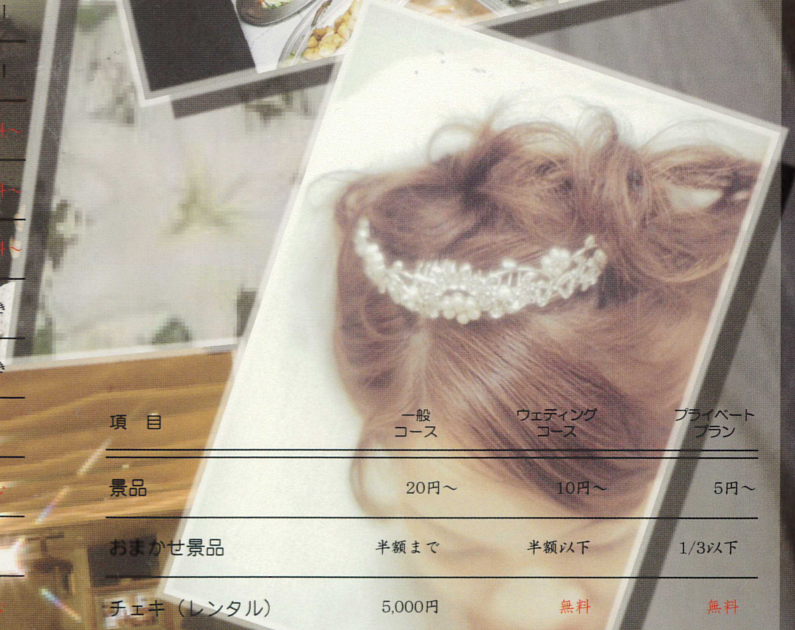 項 目 一般コース ウェディングコース プライベートプラン
景品 20円〜 10円〜 5円〜
おまかせ景品 半額まで 半額以下 1/3以下
チェキ（レンタル） 5,000円 無料 無料